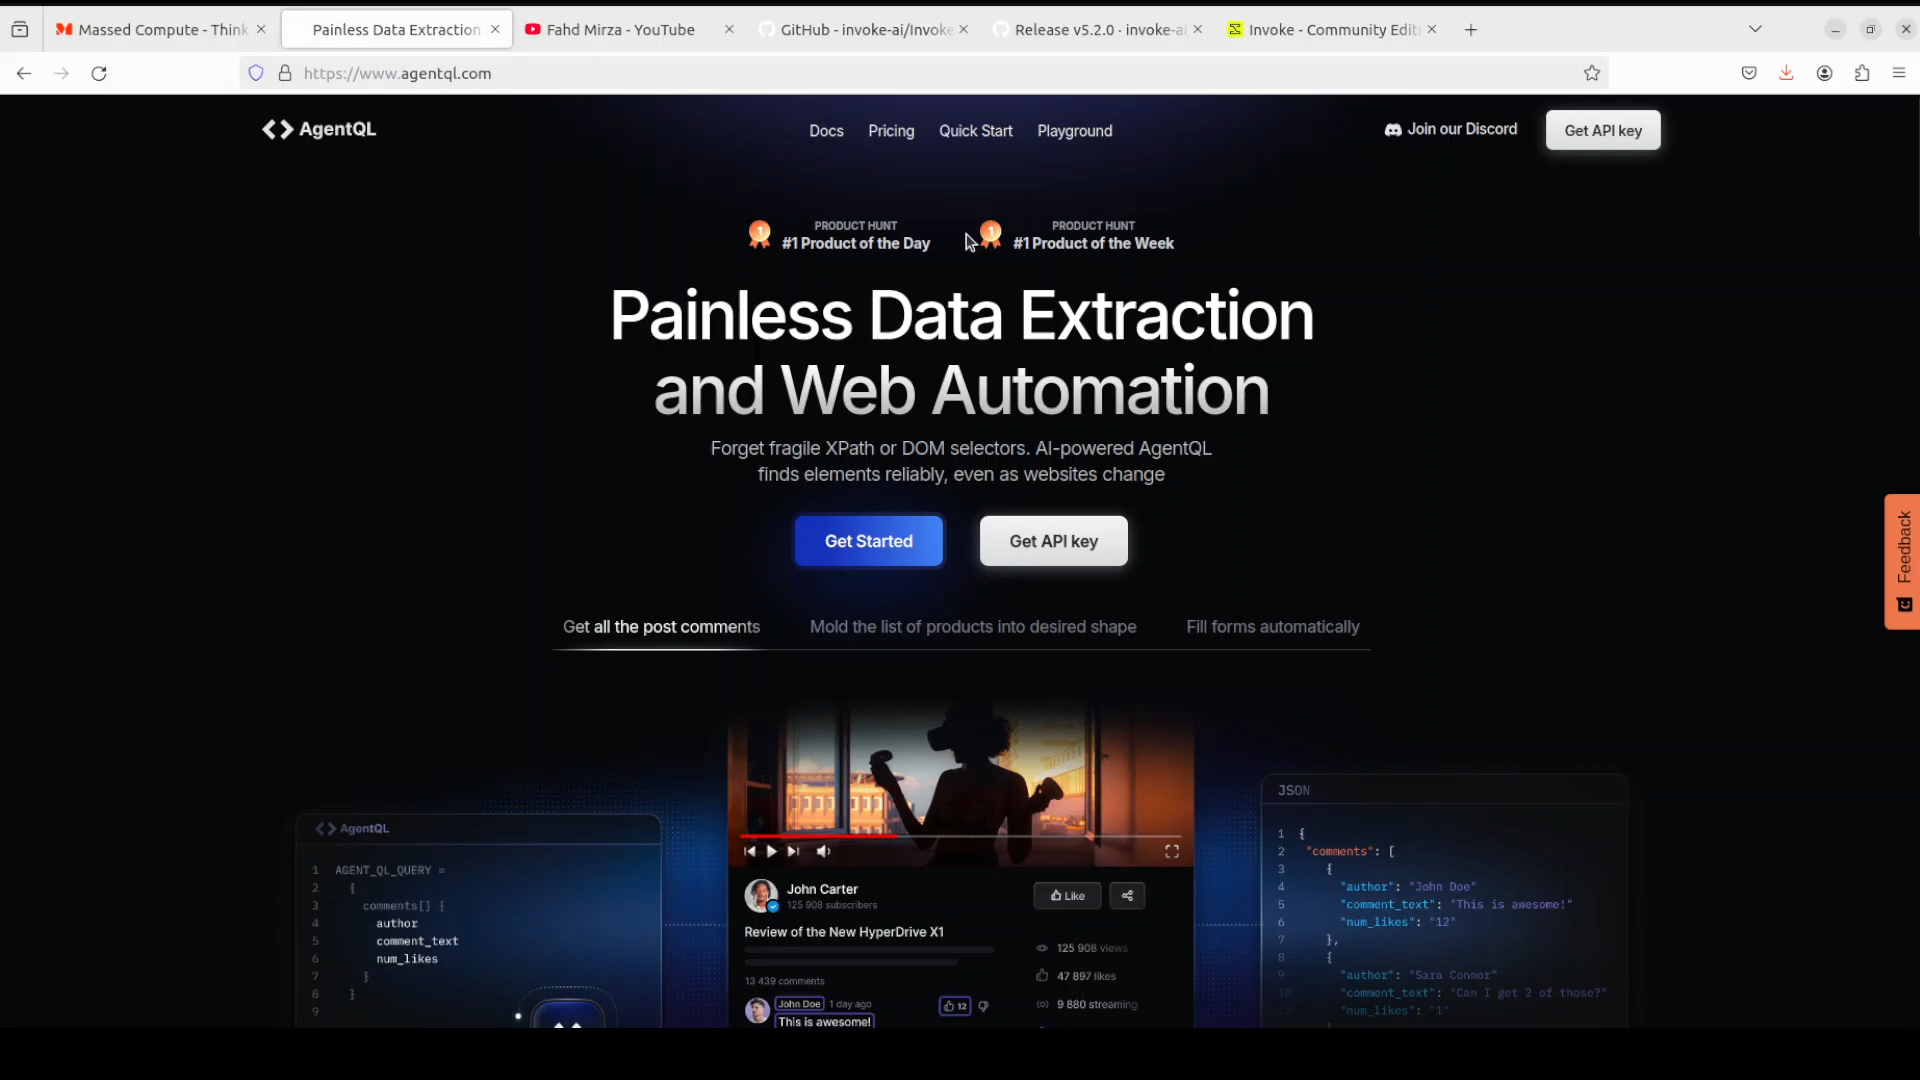 Massed Compute - Think
Painless Data Extraction
Fahd Mirza - YouTube
GitHub - invoke-ai/Invoke
Release v5.2.0 · invoke-ai
Invoke - Community Editi
https://www.agentql.com
AgentQL
Docs
Pricing
Quick Start
Playground
Join our Discord
Get API key
1
PRODUCT HUNT
#1 Product of the Day
1
PRODUCT HUNT
#1 Product of the Week
Painless Data Extraction
and Web Automation
Forget fragile XPath or DOM selectors. AI-powered AgentQL
finds elements reliably, even as websites change
Get Started
Get API key
Feedback
Get all the post comments
Mold the list of products into desired shape
Fill forms automatically
AgentQL
1 AGENT_QL_QUERY =
2 {
3 comments[] {
4 author
5 comment_text
6 num_likes
7 }
8 }
9
John Carter
125 908 subscribers
Like
Review of the New HyperDrive X1
125 908 views
47 897 likes
9 880 streaming
13 439 comments
John Doe 1 day ago
12
This is awesome!
JSON
1 {
2 "comments": [
3 {
4 "author": "John Doe"
5 "comment_text": "This is awesome!"
6 "num_likes": "12"
7 },
8 {
9 "author": "Sara Connor"
10 "comment_text": "Can I get 2 of those?"
11 "num_likes": "1"